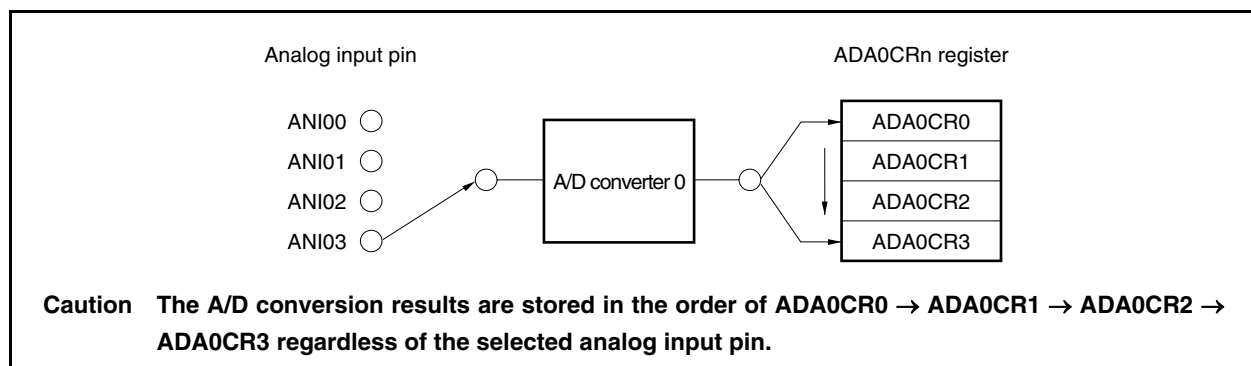 Analog input pin
ADA0CRn register
ANI00
ANI01
ANI02
ANI03
A/D converter 0
ADA0CR0
ADA0CR1
ADA0CR2
ADA0CR3
Caution The A/D conversion results are stored in the order of ADA0CR0 → ADA0CR1 → ADA0CR2 →
ADA0CR3 regardless of the selected analog input pin.